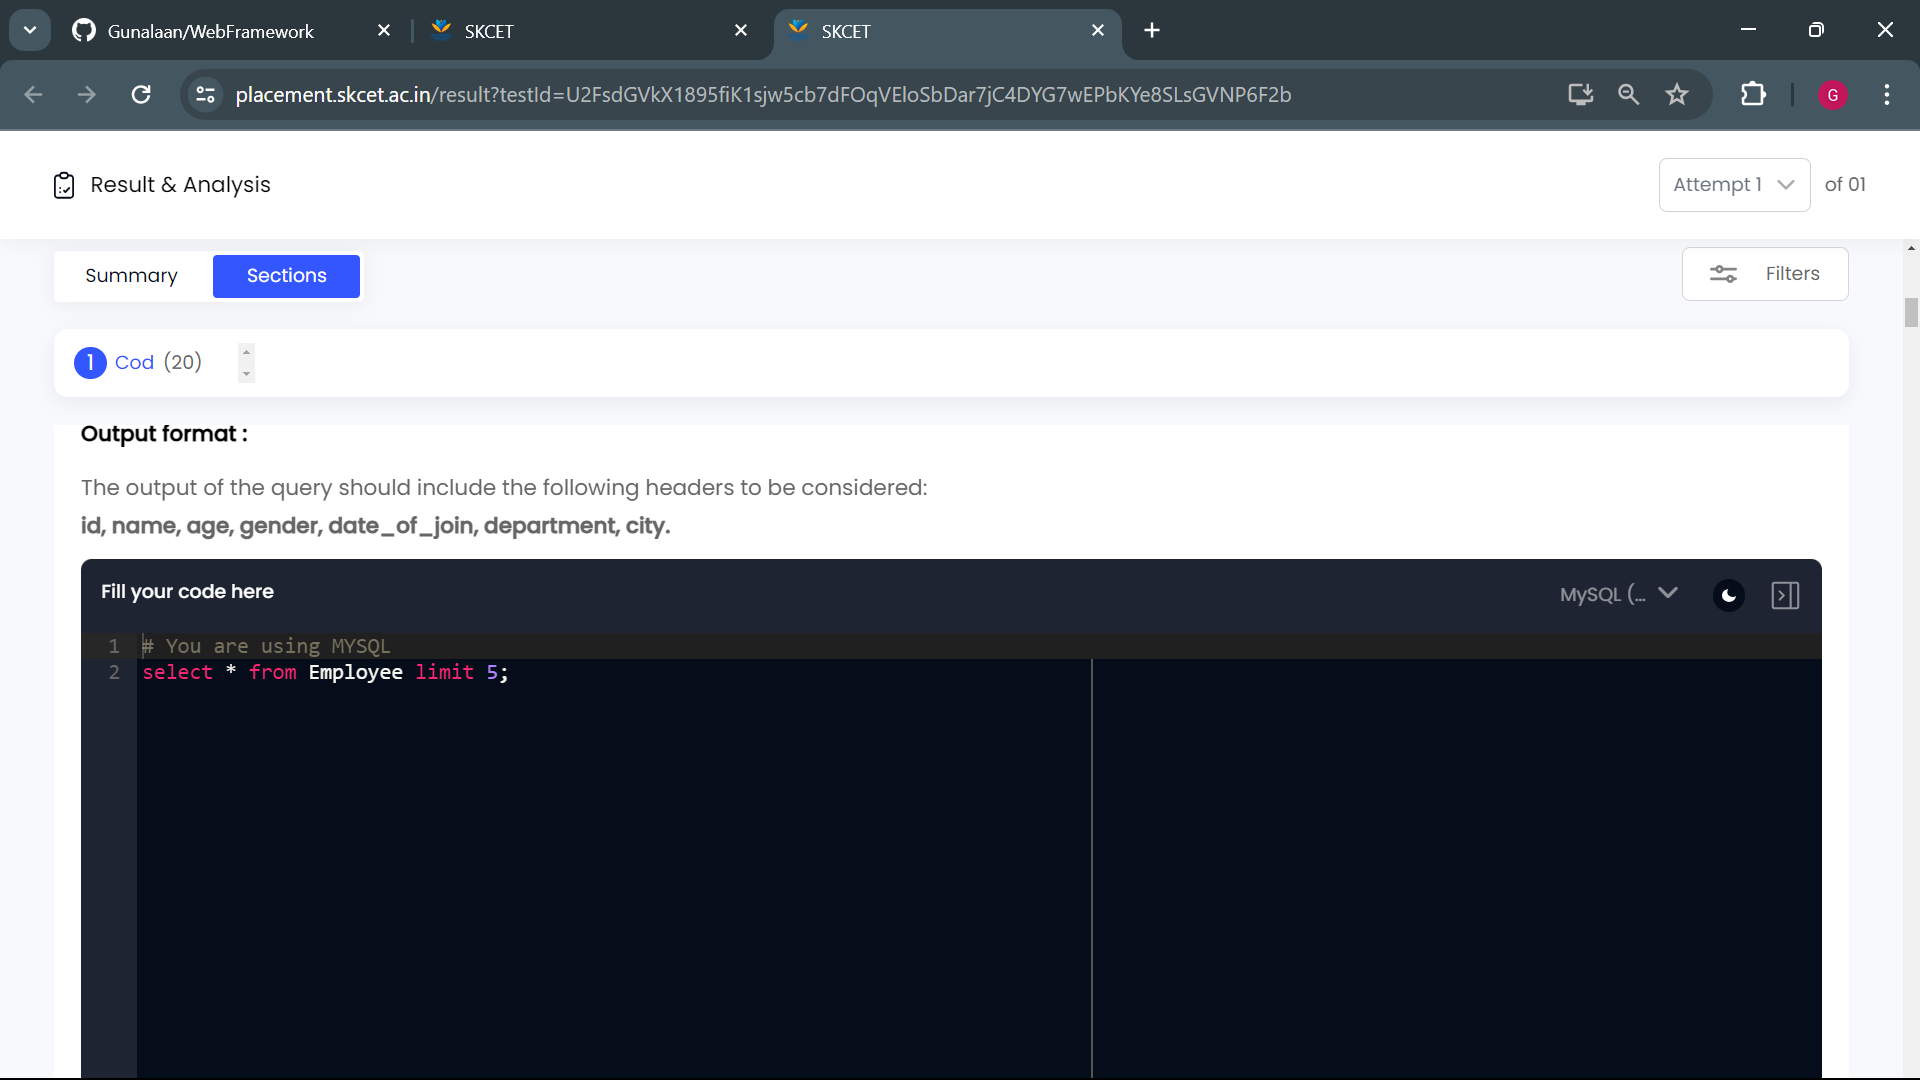 Gunalaan/WebFramework
SKCET
SKCET
placement.skcet.ac.in/result?testId=U2FsdGVkX1895fiK1sjw5cb7dFOqVEloSbDar7jC4DYG7wEPbKYe8SLsGVNP6F2b
G
Result & Analysis
Attempt 1
of 01
Summary
Sections
Filters
1 Cod (20)
Output format :
The output of the query should include the following headers to be considered:
id, name, age, gender, date_of_join, department, city.
Fill your code here
MySQL (...
1 # You are using MYSQL
2 select * from Employee limit 5;